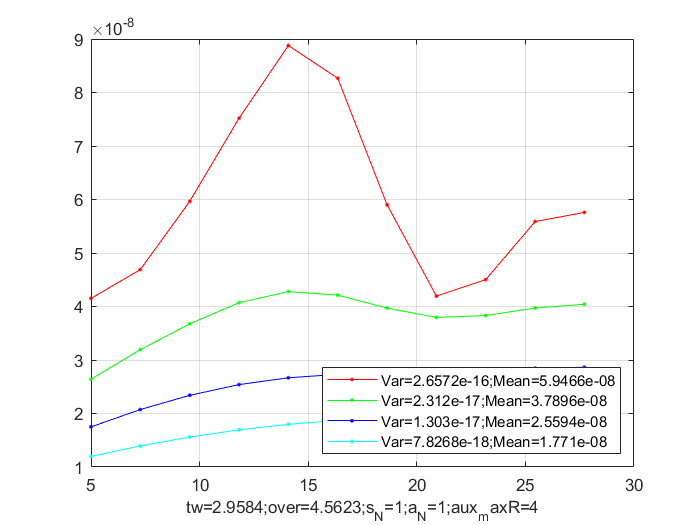 ×10-8
9
8
7
6
5
4
3
2
1
5 10 15 20 25 30
Var=2.6572e-16;Mean=5.9466e-08
Var=2.312e-17;Mean=3.7896e-08
Var=1.303e-17;Mean=2.5594e-08
Var=7.8268e-18;Mean=1.771e-08
tw=2.9584;over=4.5623;sN=1;aN=1;auxmaxR=4